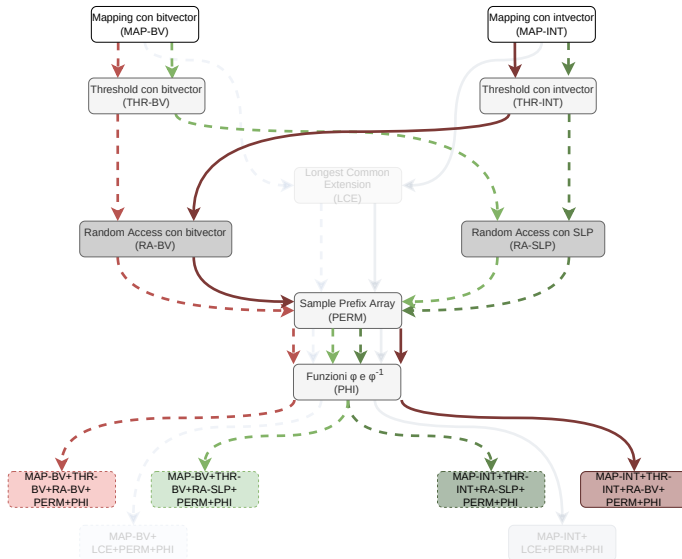 Mapping con bitvector
(MAP-BV)
Mapping con intvector
(MAP-INT)
Threshold con bitvector
(THR-BV)
Threshold con intvector
(THR-INT)
Longest Common
Extension
(LCE)
Random Access con bitvector
(RA-BV)
Random Access con SLP
(RA-SLP)
Sample Prefix Array
(PERM)
Funzioni φ e φ⁻¹
(PHI)
MAP-BV+THR-
BV+RA-BV+
PERM+PHI
MAP-BV+THR-
BV+RA-SLP+
PERM+PHI
MAP-INT+THR-
INT+RA-SLP+
PERM+PHI
MAP-INT+THR-
INT+RA-BV+
PERM+PHI
MAP-BV+
LCE+PERM+PHI
MAP-INT+
LCE+PERM+PHI